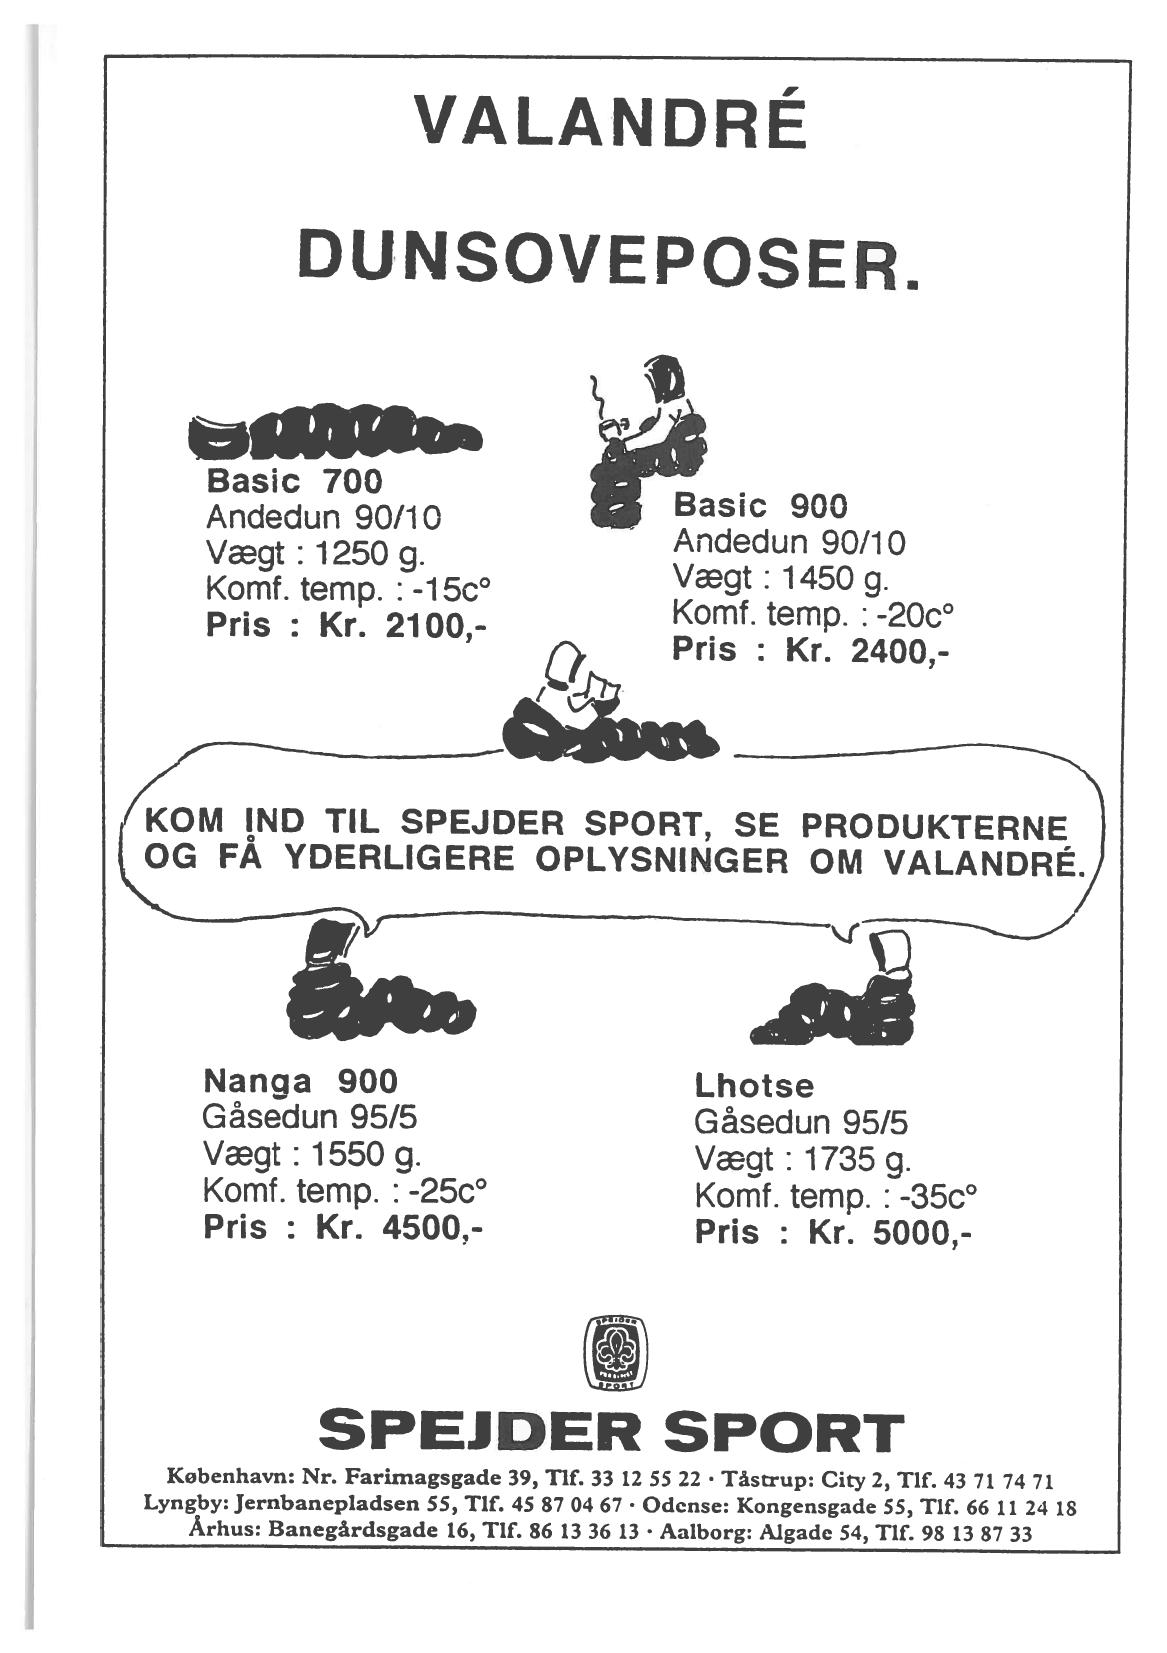 VALANDRÉ
DUNSOVEPOSER.
Basic 700
Andedun 90/10
Vægt : 1250 g.
Komf. temp. : -15c°
Pris : Kr. 2100,-
Basic 900
Andedun 90/10
Vægt : 1450 g.
Komf. temp. : -20c°
Pris : Kr. 2400,-
KOM IND TIL SPEJDER SPORT, SE PRODUKTERNE
OG FÅ YDERLIGERE OPLYSNINGER OM VALANDRÉ.
Nanga 900
Gåsedun 95/5
Vægt : 1550 g.
Komf. temp. : -25c°
Pris : Kr. 4500,-
Lhotse
Gåsedun 95/5
Vægt : 1735 g.
Komf. temp. : -35c°
Pris : Kr. 5000,-
SPEJDER
SPORT
SPEJDER SPORT
København: Nr. Farimagsgade 39, Tlf. 33 12 55 22 · Tåstrup: City 2, Tlf. 43 71 74 71
Lyngby: Jernbanepladsen 55, Tlf. 45 87 04 67 · Odense: Kongensgade 55, Tlf. 66 11 24 18
Århus: Banegårdsgade 16, Tlf. 86 13 36 13 · Aalborg: Algade 54, Tlf. 98 13 87 33